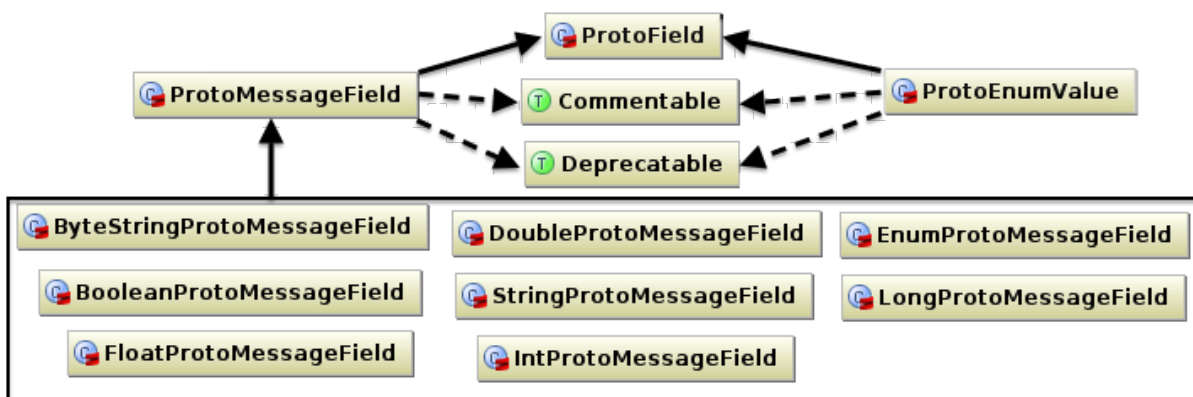 ProtoField
ProtoMessageField
Commentable
ProtoEnumValue
Deprecatable
ByteStringProtoMessageField
DoubleProtoMessageField
EnumProtoMessageField
BooleanProtoMessageField
StringProtoMessageField
LongProtoMessageField
FloatProtoMessageField
IntProtoMessageField